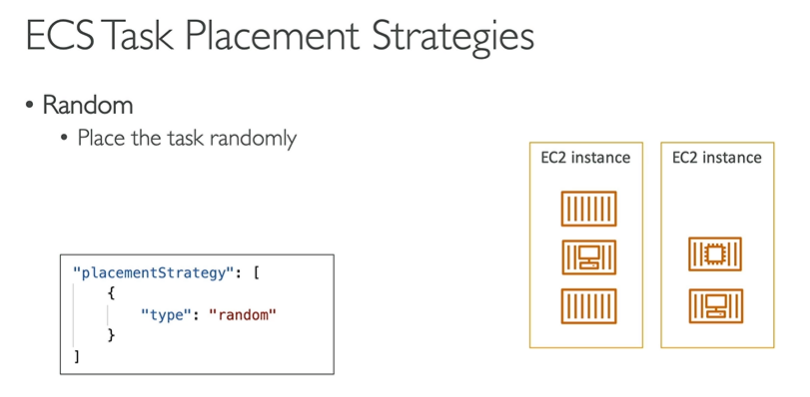 ECS Task Placement Strategies
• Random
• Place the task randomly
EC2 instance
EC2 instance
"placementStrategy": [
{
"type": "random"
}
]